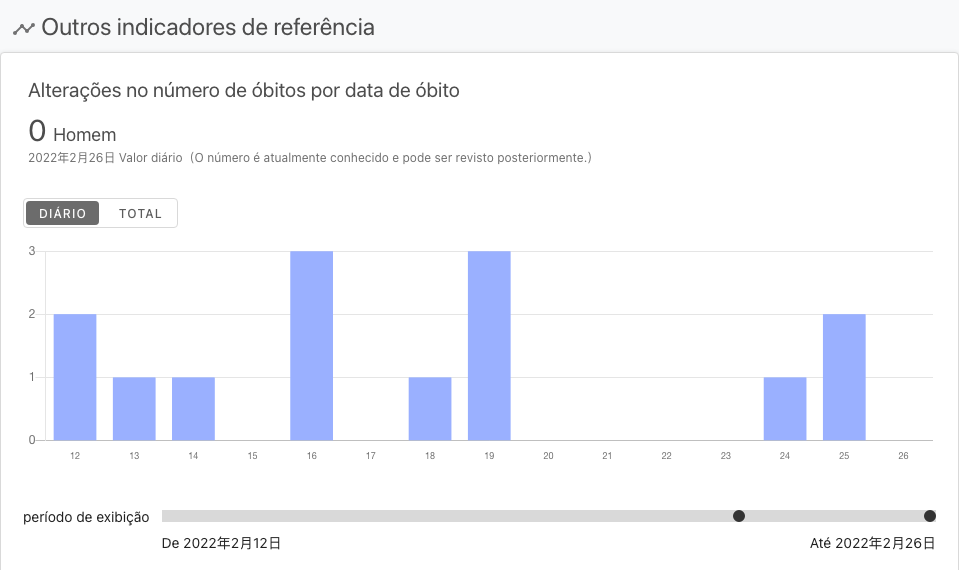 Outros indicadores de referência
Alterações no número de óbitos por data de óbito
0 Homem
2022年2月26日 Valor diário (O número é atualmente conhecido e pode ser revisto posteriormente.)
DIÁRIO TOTAL
3
2
1
0
12 13 14 15 16 17 18 19 20 21 22 23 24 25 26
período de exibição
De 2022年2月12日 Até 2022年2月26日